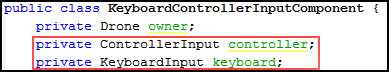 public class KeyboardControllerInputComponent {
private Drone owner;
private ControllerInput controller;
private KeyboardInput keyboard;